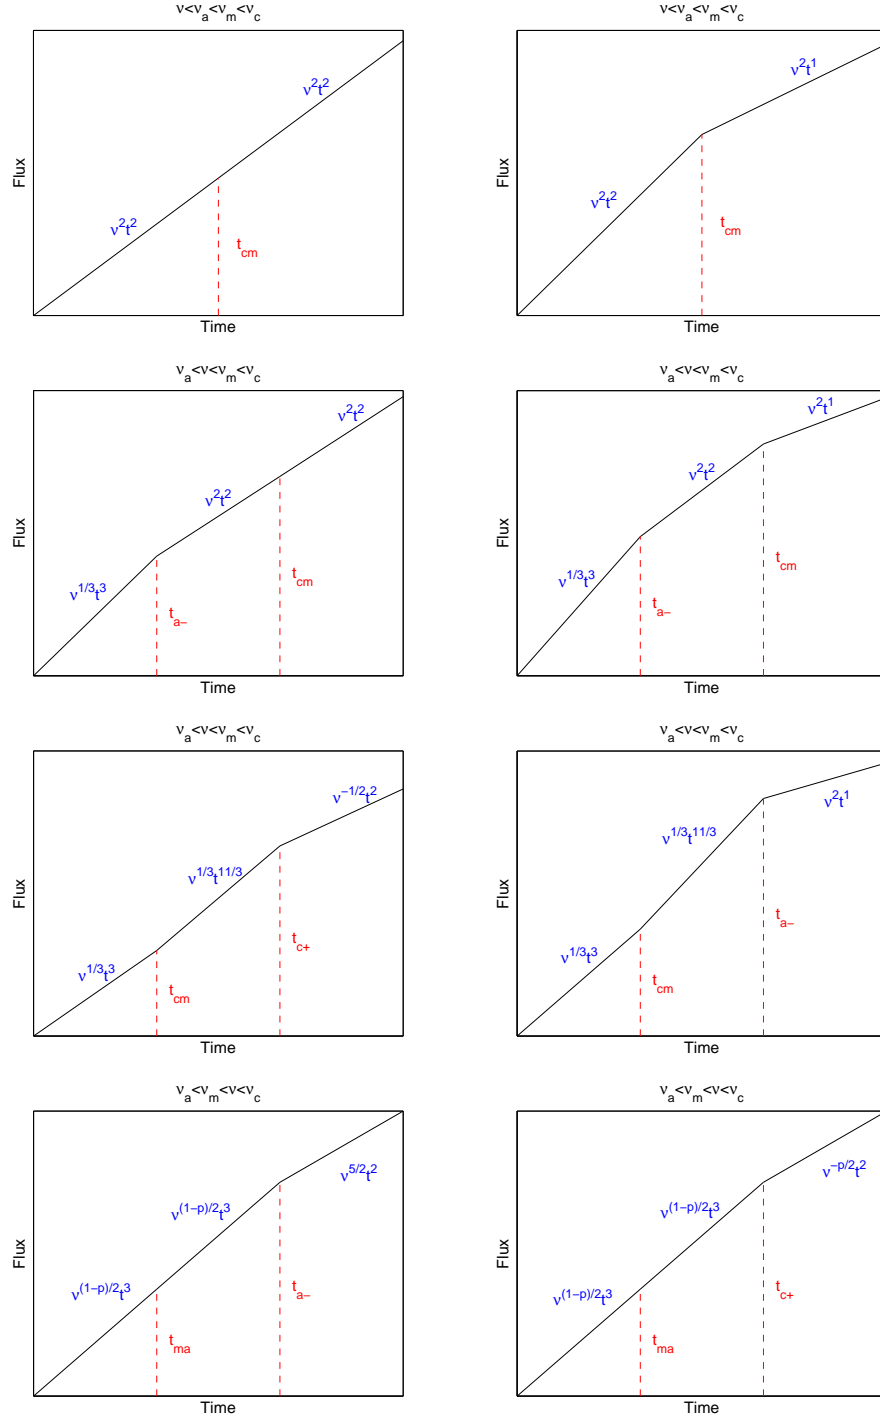 ν<ν_a<ν_m<ν_c
Flux
ν^2t^2
ν^2t^2
t_cm
Time
ν<ν_a<ν_m<ν_c
Flux
ν^2t^1
ν^2t^2
t_cm
Time
ν_a<ν<ν_m<ν_c
Flux
ν^2t^2
ν^2t^2
ν^1/3t^3
t_cm
t_a−
Time
ν_a<ν<ν_m<ν_c
Flux
ν^2t^1
ν^2t^2
ν^1/3t^3
t_cm
t_a−
Time
ν_a<ν<ν_m<ν_c
Flux
ν^−1/2t^2
ν^1/3t^11/3
ν^1/3t^3
t_c+
t_cm
Time
ν_a<ν<ν_m<ν_c
Flux
ν^2t^1
ν^1/3t^11/3
ν^1/3t^3
t_a−
t_cm
Time
ν_a<ν_m<ν<ν_c
Flux
ν^5/2t^2
ν^(1−p)/2t^3
ν^(1−p)/2t^3
t_a−
t_ma
Time
ν_a<ν_m<ν<ν_c
Flux
ν^−p/2t^2
ν^(1−p)/2t^3
ν^(1−p)/2t^3
t_c+
t_ma
Time